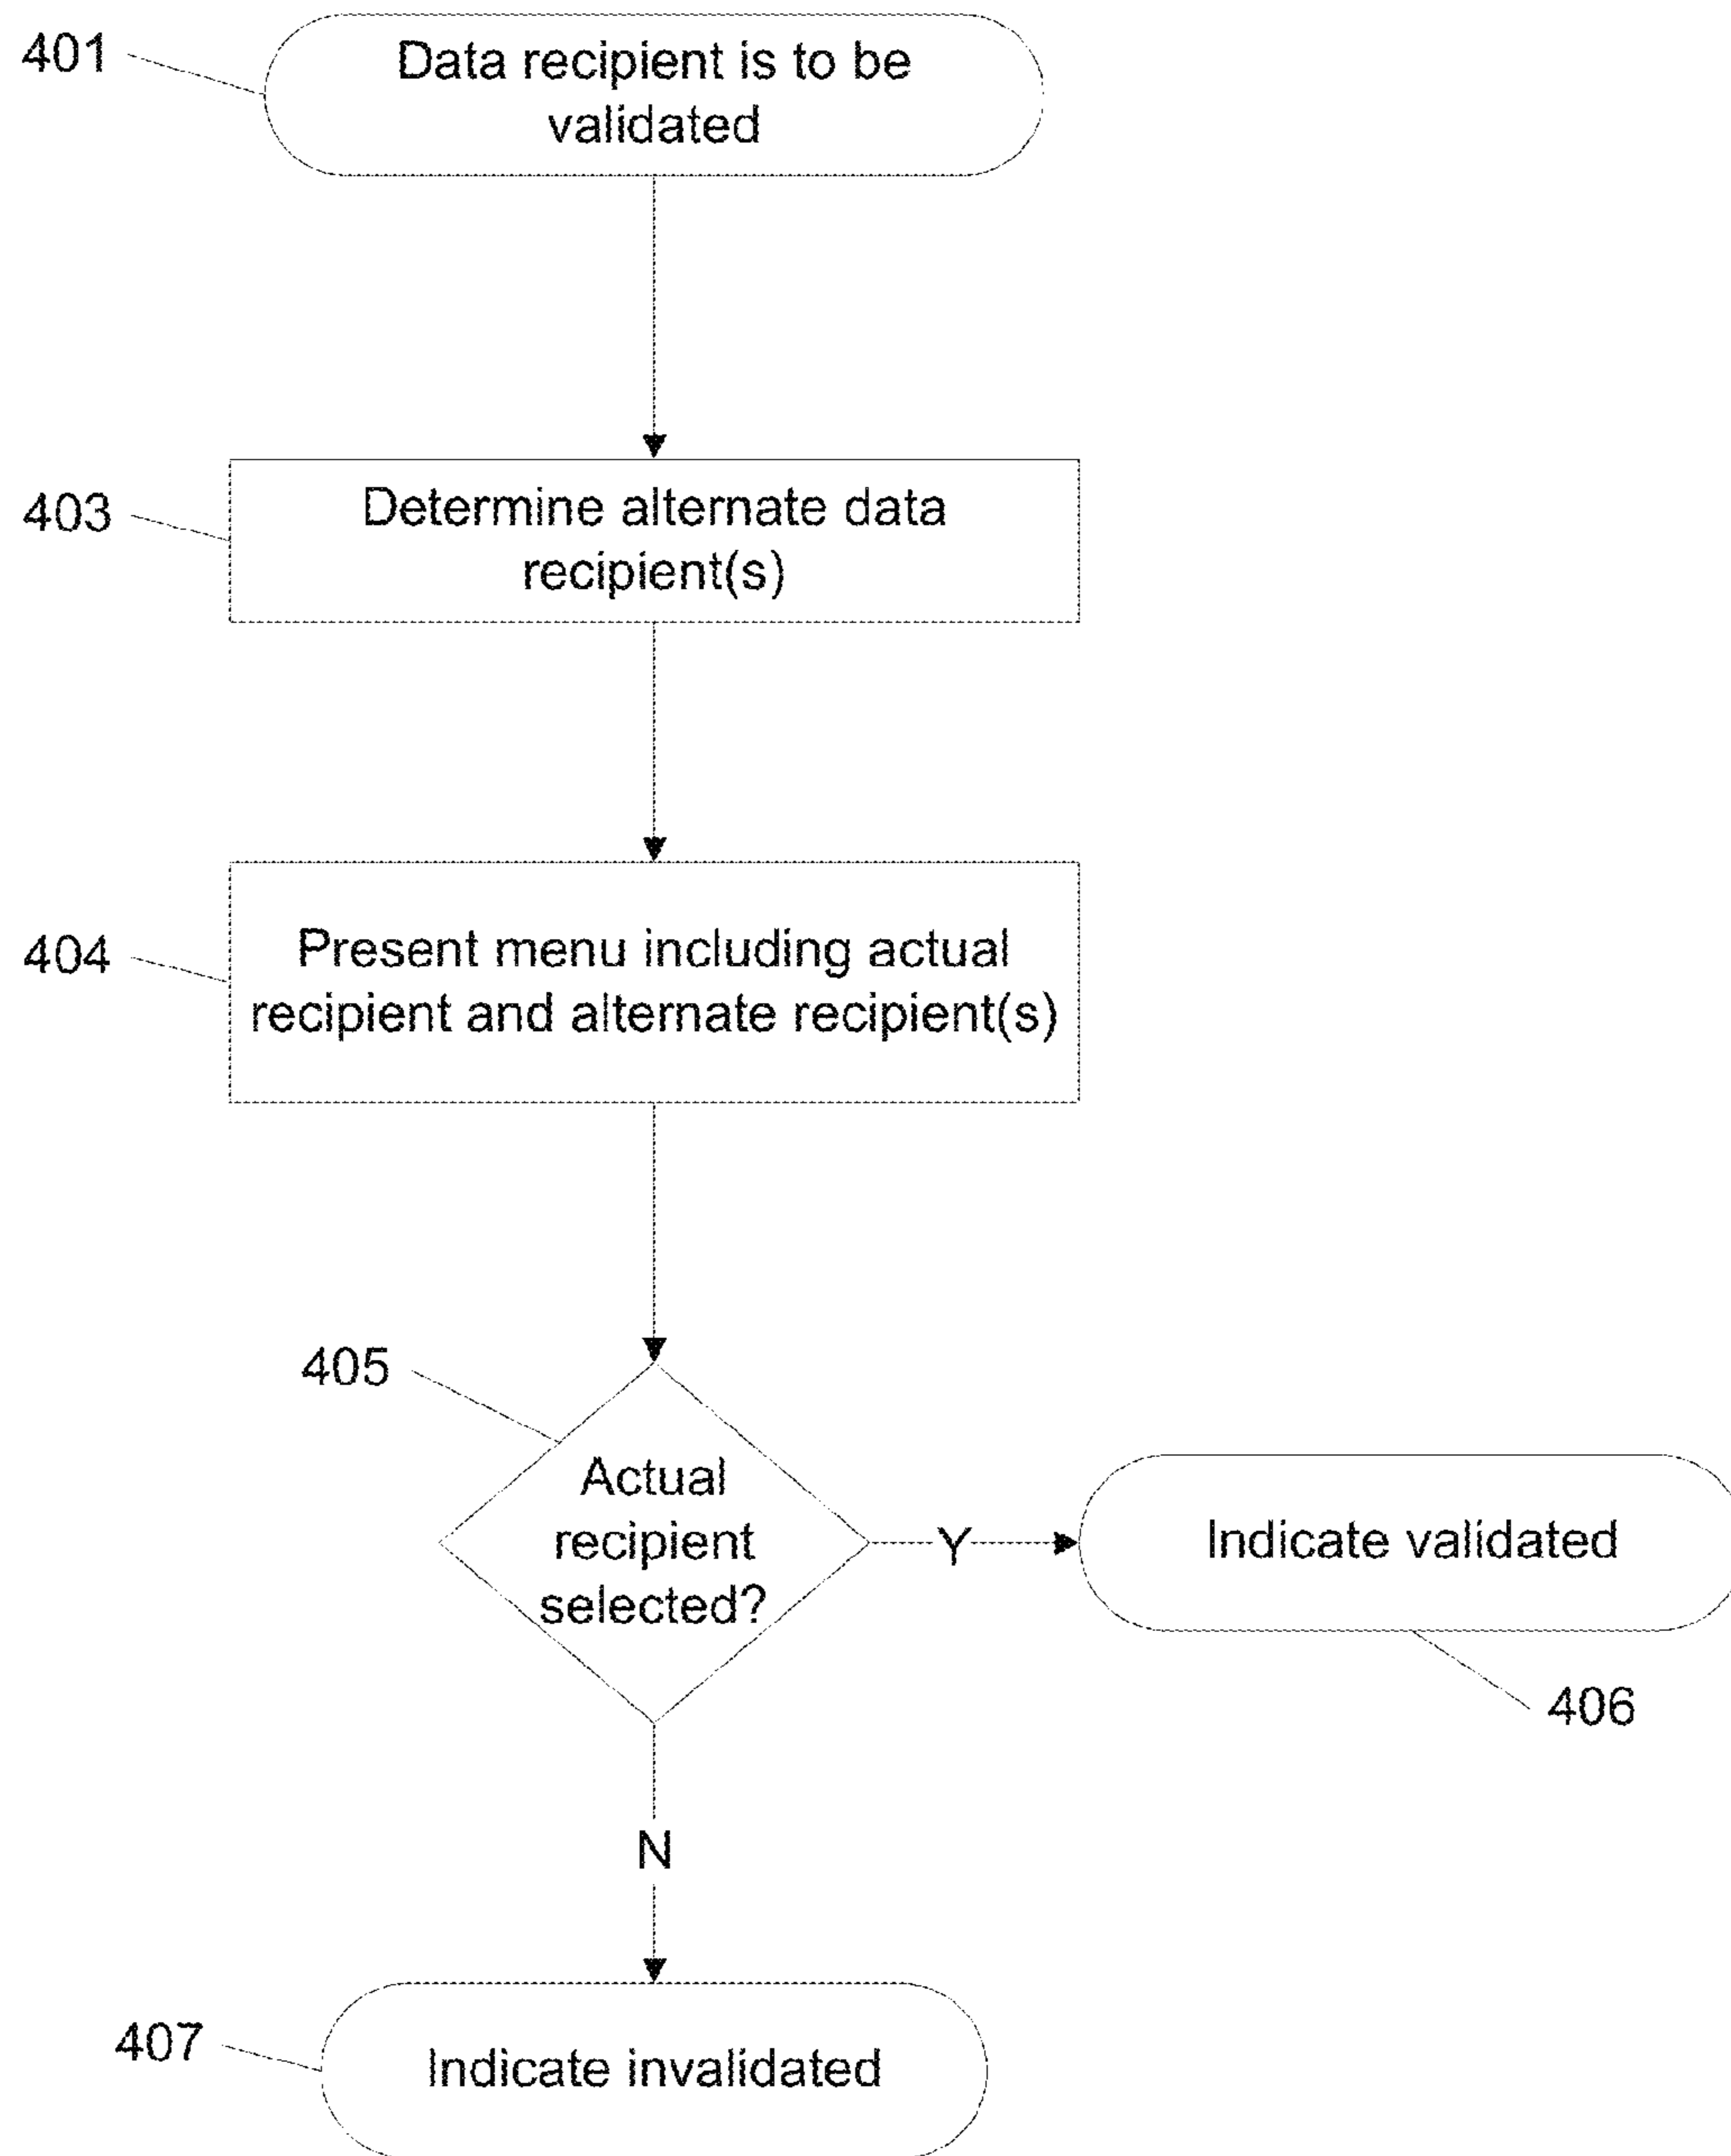 401
Data recipient is to be
validated
403
Determine alternate data
recipient(s)
404
Present menu including actual
recipient and alternate recipient(s)
405
Actual
recipient
selected?
Y
Indicate validated
406
N
407
Indicate invalidated